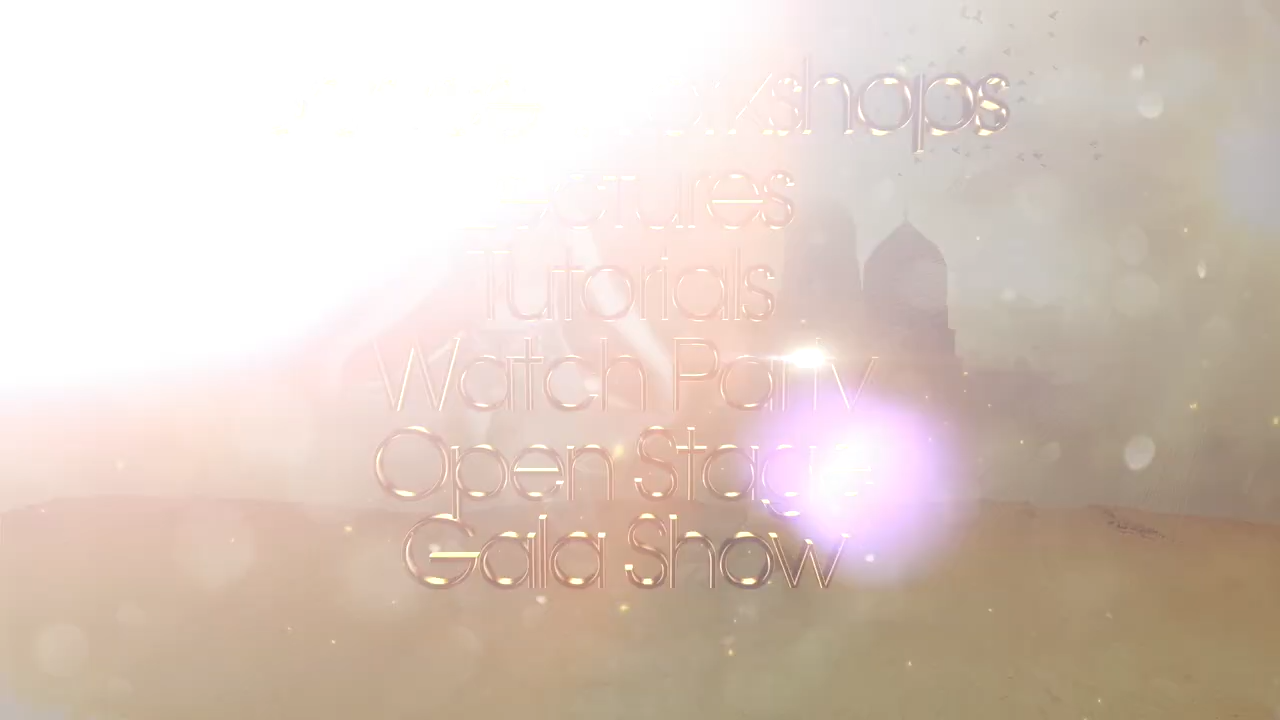 Workshops
Lectures
Tutorials
Watch Party
Open Stage
Gala Show